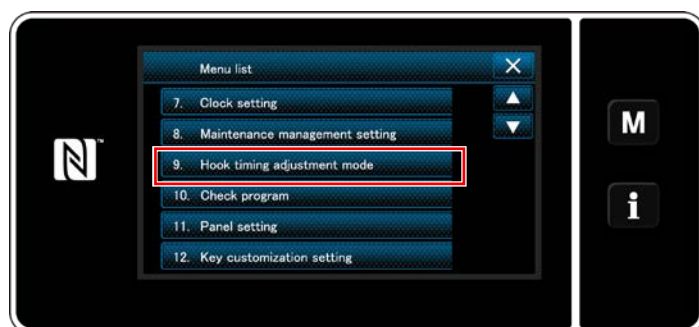 Menu list
7. Clock setting
8. Maintenance management setting
9. Hook timing adjustment mode
10. Check program
11. Panel setting
12. Key customization setting
M
i